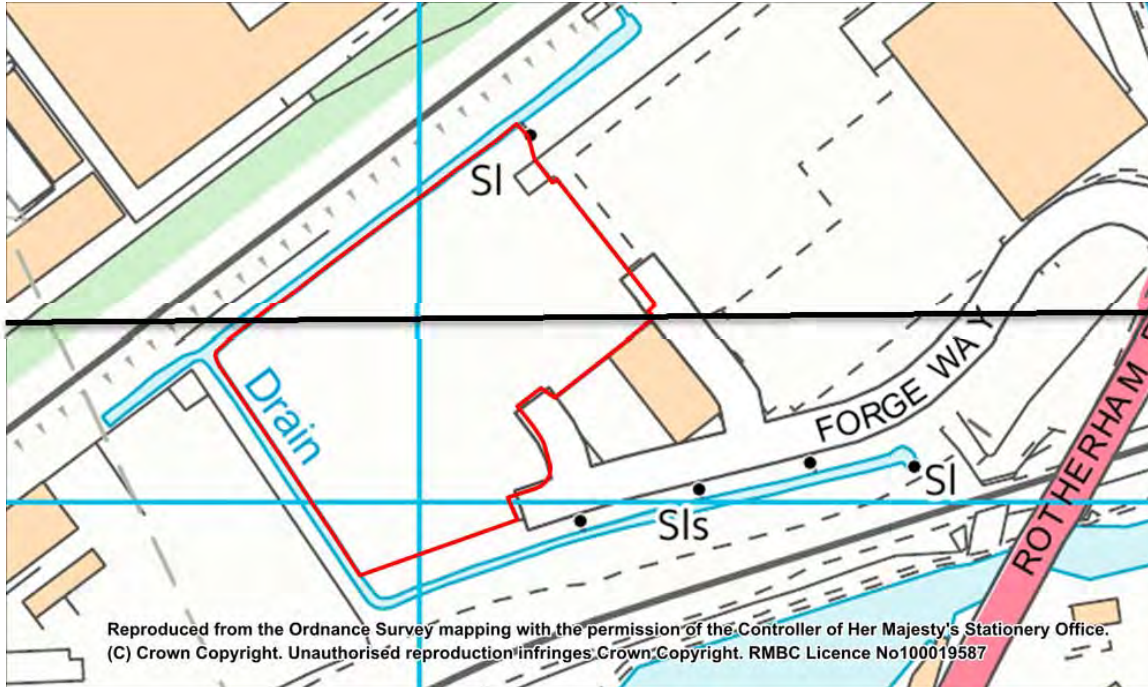 Sl
Drain
FORGE WAY
Sl
Sls
ROTHERHAM
Reproduced from the Ordnance Survey mapping with the permission of the Controller of Her Majesty's Stationery Office.
(C) Crown Copyright. Unauthorised reproduction infringes Crown Copyright. RMBC Licence No100019587